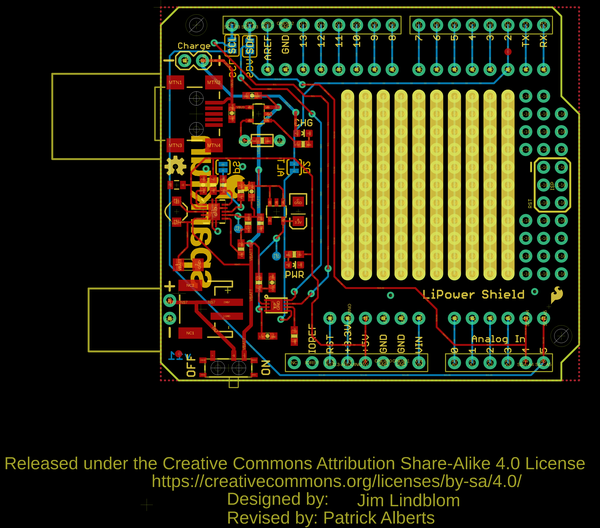 Charge
SCL
AREF
GND
13
12
11
10
9
8
7
6
5
4
3
2
TX
RX
MTN1
MTN3
MTN4
CHG
sparkfun
PWR
LiPower Shield
IOREF
RST
+3.3V
+5V
GND
GND
VIN
Analog In
0
1
2
3
4
5
OFF
ON
Released under the Creative Commons Attribution Share-Alike 4.0 License
https://creativecommons.org/licenses/by-sa/4.0/
Designed by: Jim Lindblom
Revised by: Patrick Alberts